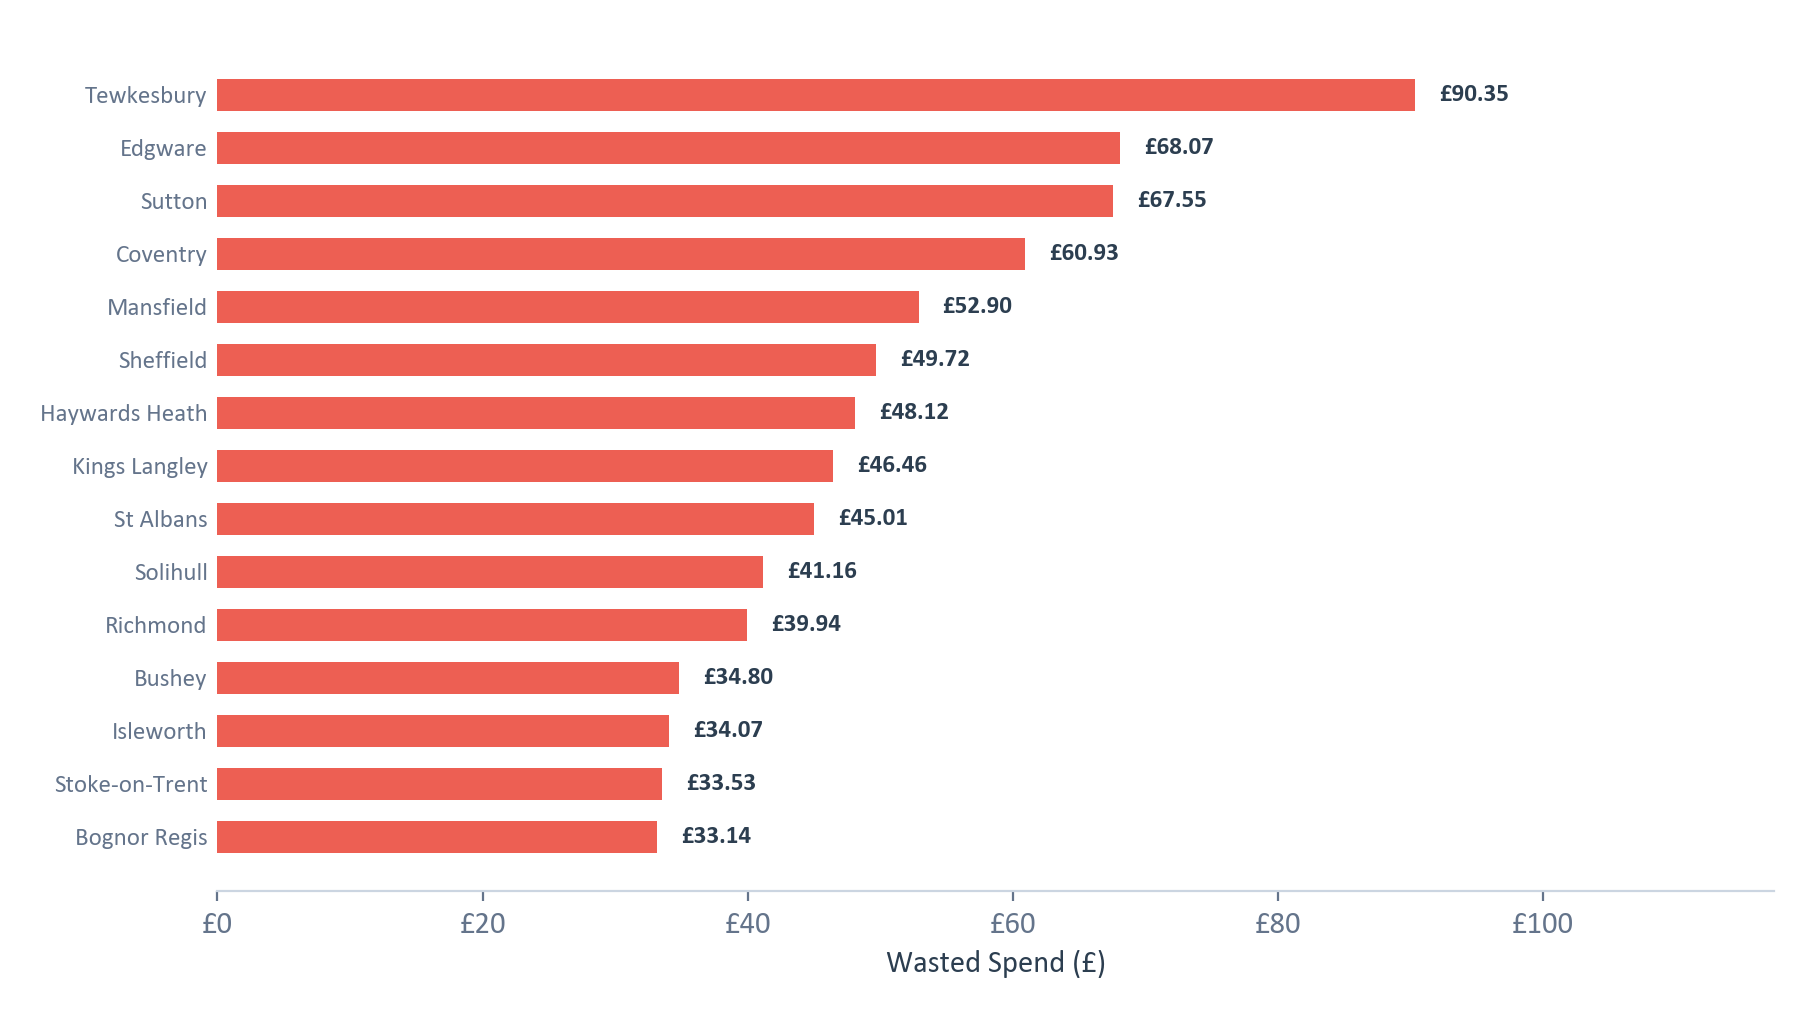 Tewkesbury £90.35
Edgware £68.07
Sutton £67.55
Coventry £60.93
Mansfield £52.90
Sheffield £49.72
Haywards Heath £48.12
Kings Langley £46.46
St Albans £45.01
Solihull £41.16
Richmond £39.94
Bushey £34.80
Isleworth £34.07
Stoke-on-Trent £33.53
Bognor Regis £33.14
£0 £20 £40 £60 £80 £100
Wasted Spend (£)